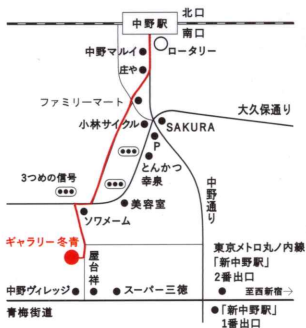 北口
中野駅
南口
中野マルイ
ロータリー
庄や
ファミリーマート
大久保通り
小林サイクル
SAKURA
P
とんかつ
幸泉
3つめの信号
中野通り
美容室
ソワメーム
ギャラリー冬青
屋台祥
東京メトロ丸ノ内線
「新中野駅」
2番出口
中野ヴィレッジ
スーパー三徳
至西新宿→
青梅街道
「新中野駅」
1番出口